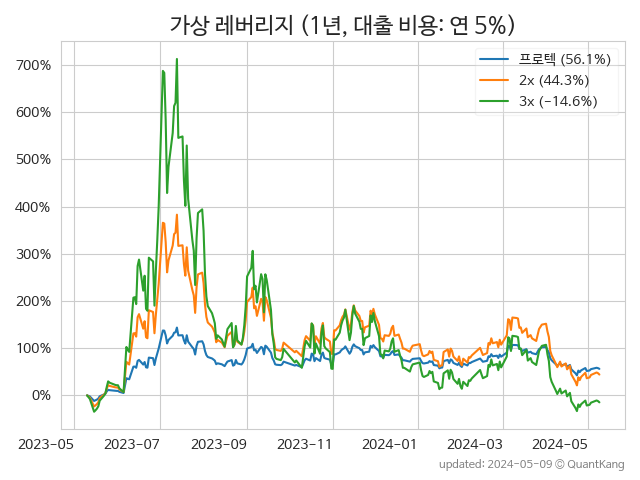 가상 레버리지 (1년, 대출 비용: 연 5%)
프로텍 (56.1%)
2x (44.3%)
3x (−14.6%)
700%
600%
500%
400%
300%
200%
100%
0%
2023-05 2023-07 2023-09 2023-11 2024-01 2024-03 2024-05
updated: 2024-05-09 © QuantKang